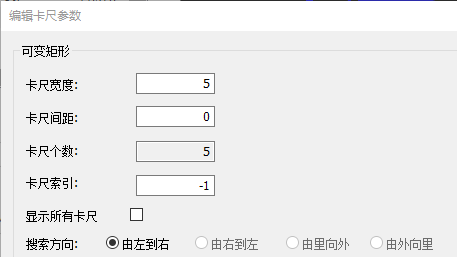 编辑卡尺参数
可变矩形
卡尺宽度: 5
卡尺间距: 0
卡尺个数: 5
卡尺索引: -1
显示所有卡尺
搜索方向: 由左到右 由右到左 由里向外 由外向里